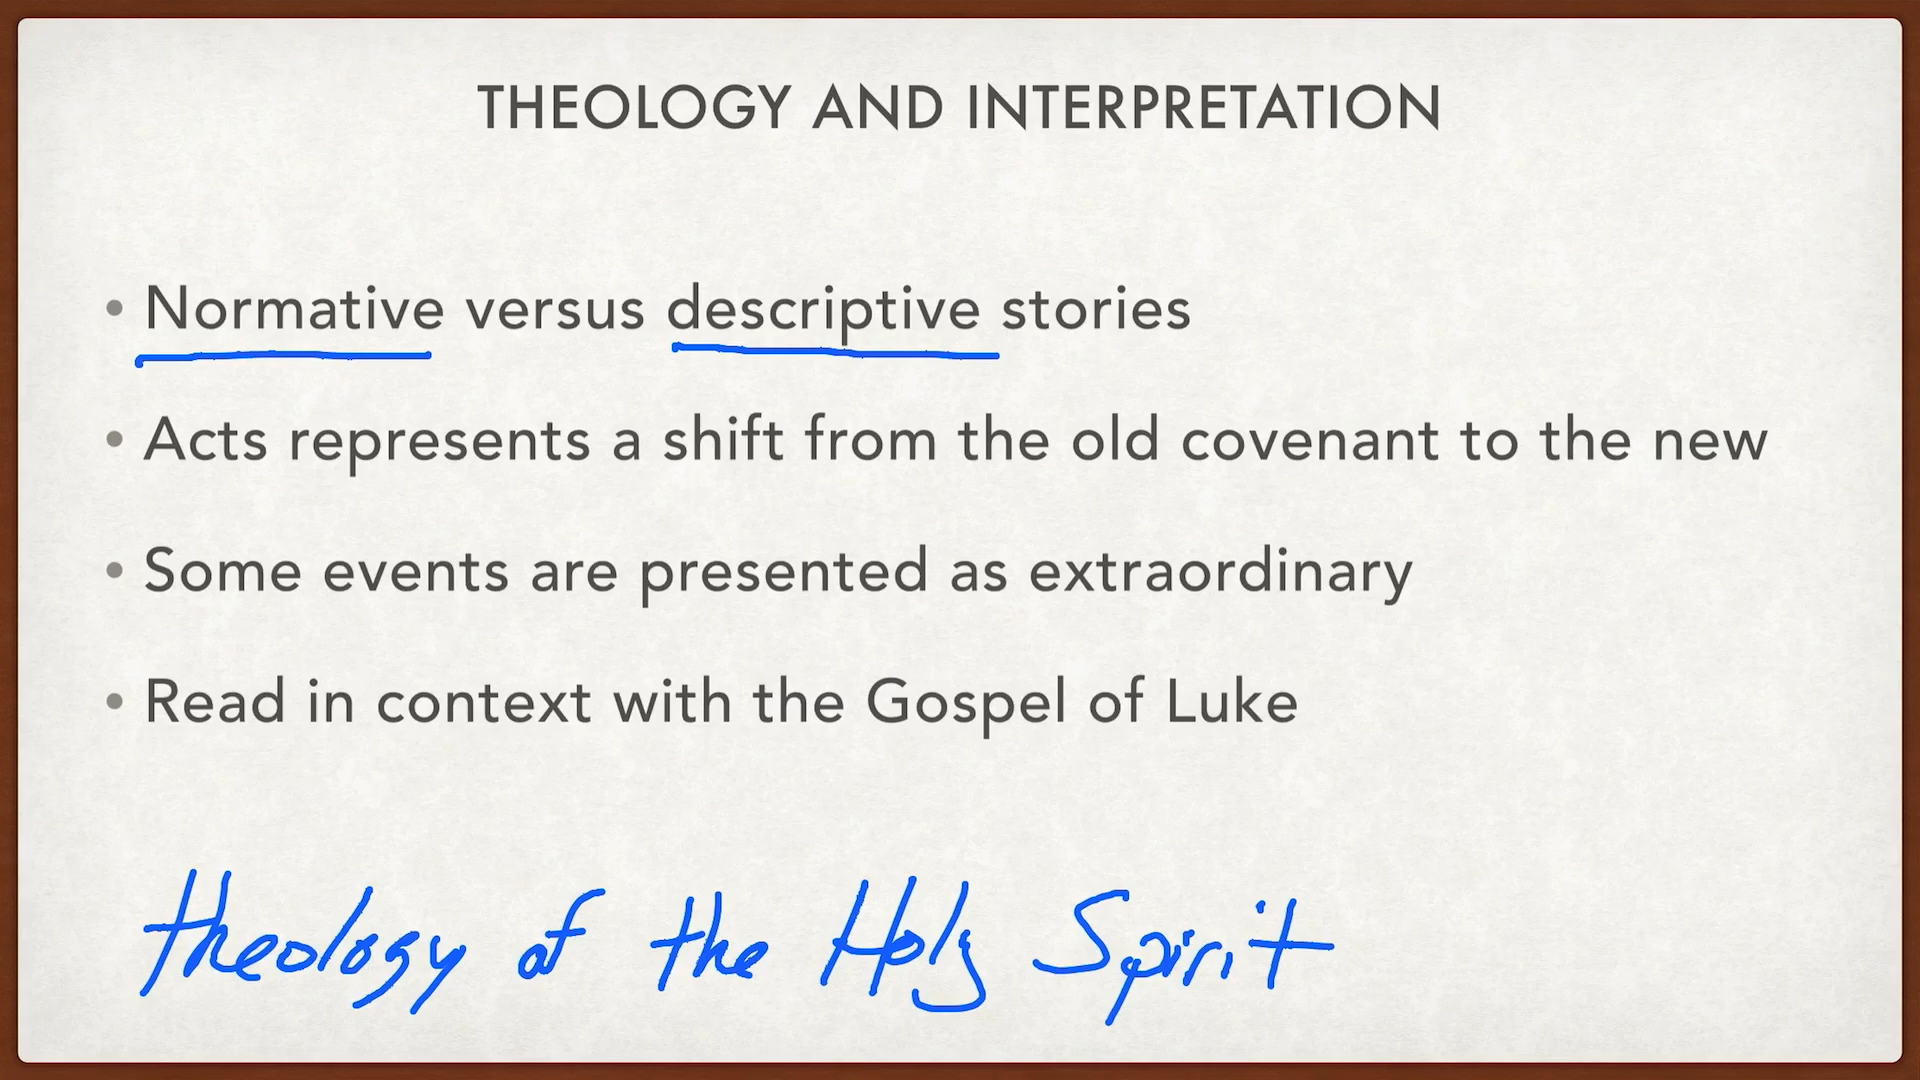 THEOLOGY AND INTERPRETATION
• Normative versus descriptive stories
• Acts represents a shift from the old covenant to the new
• Some events are presented as extraordinary
• Read in context with the Gospel of Luke
theology of the Holy Spirit